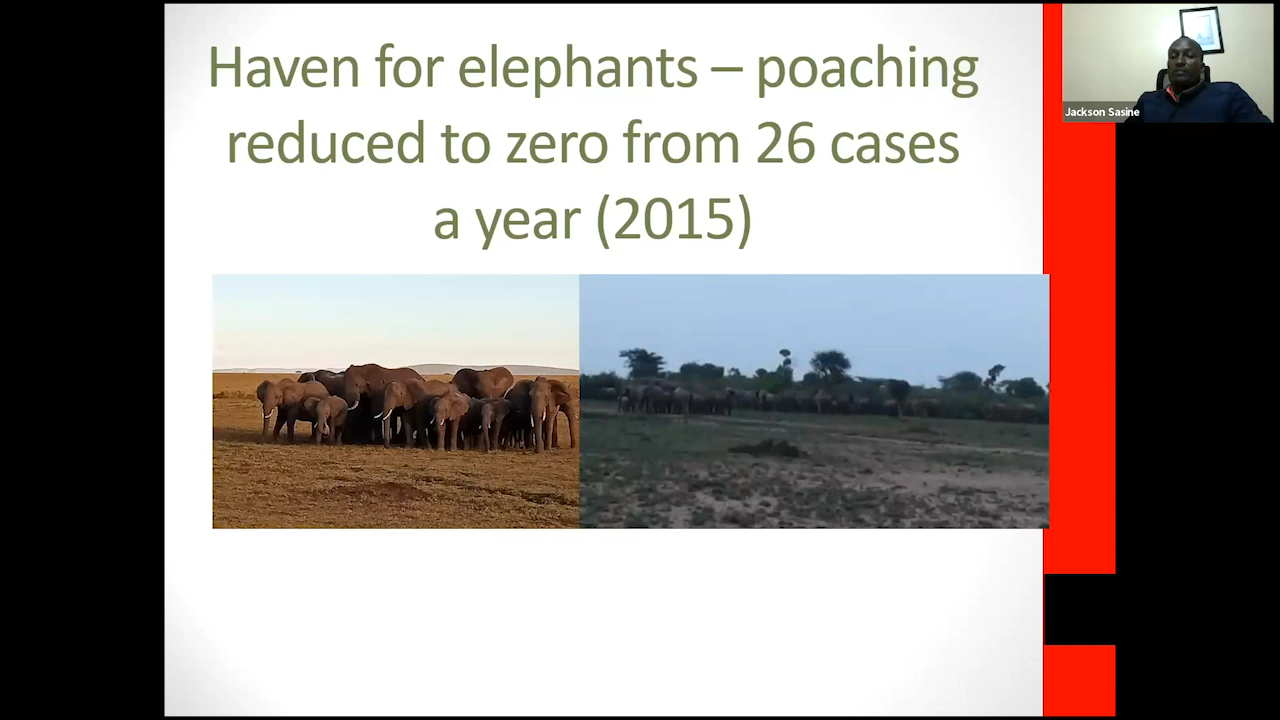 Haven for elephants – poaching
reduced to zero from 26 cases
a year (2015)
Jackson Sasine